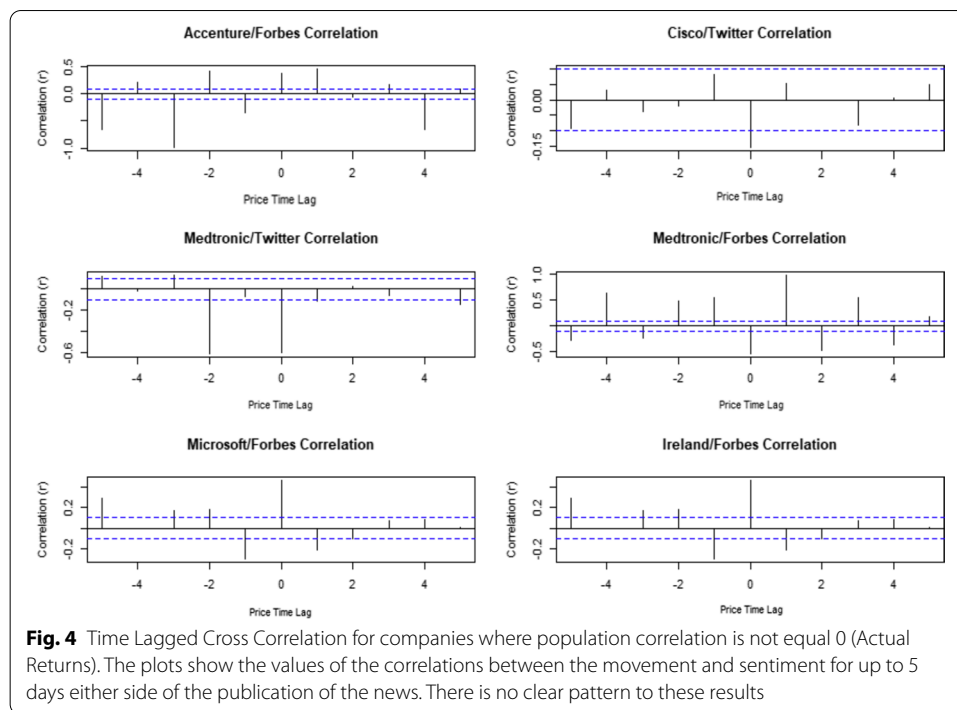 Accenture/Forbes Correlation
Correlation (r)
0.5
0.0
-1.0
-4 -2 0 2 4
Price Time Lag
Cisco/Twitter Correlation
Correlation (r)
0.00
-0.15
-4 -2 0 2 4
Price Time Lag
Medtronic/Twitter Correlation
Correlation (r)
-0.2
-0.6
-4 -2 0 2 4
Price Time Lag
Medtronic/Forbes Correlation
Correlation (r)
1.0
0.5
-0.5
-4 -2 0 2 4
Price Time Lag
Microsoft/Forbes Correlation
Correlation (r)
0.2
-0.2
-4 -2 0 2 4
Price Time Lag
Ireland/Forbes Correlation
Correlation (r)
0.2
-0.2
-4 -2 0 2 4
Price Time Lag
Fig. 4 Time Lagged Cross Correlation for companies where population correlation is not equal 0 (Actual
Returns). The plots show the values of the correlations between the movement and sentiment for up to 5
days either side of the publication of the news. There is no clear pattern to these results